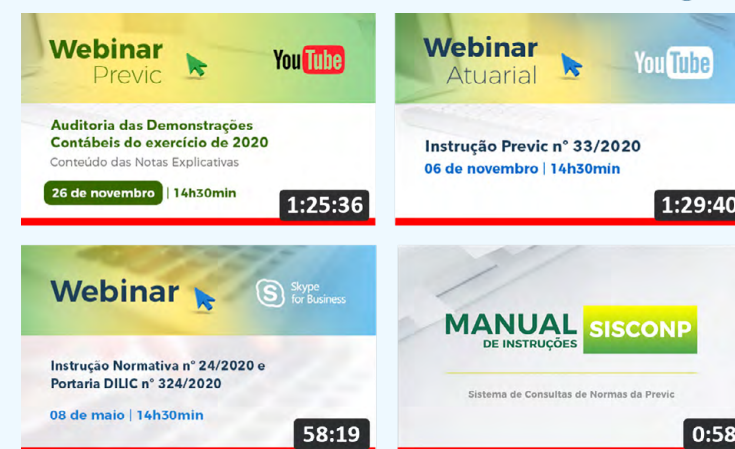 Webinar
Previc
YouTube
Auditoria das Demonstrações
Contábeis do exercício de 2020
Conteúdo das Notas Explicativas
26 de novembro | 14h30min
1:25:36
Webinar
Atuarial
YouTube
Instrução Previc nº 33/2020
06 de novembro | 14h30min
1:29:40
Webinar
Skype
for Business
Instrução Normativa nº 24/2020 e
Portaria DILIC nº 324/2020
08 de maio | 14h30min
58:19
MANUAL
DE INSTRUÇÕES
SISCONP
Sistema de Consultas de Normas da Previc
0:58